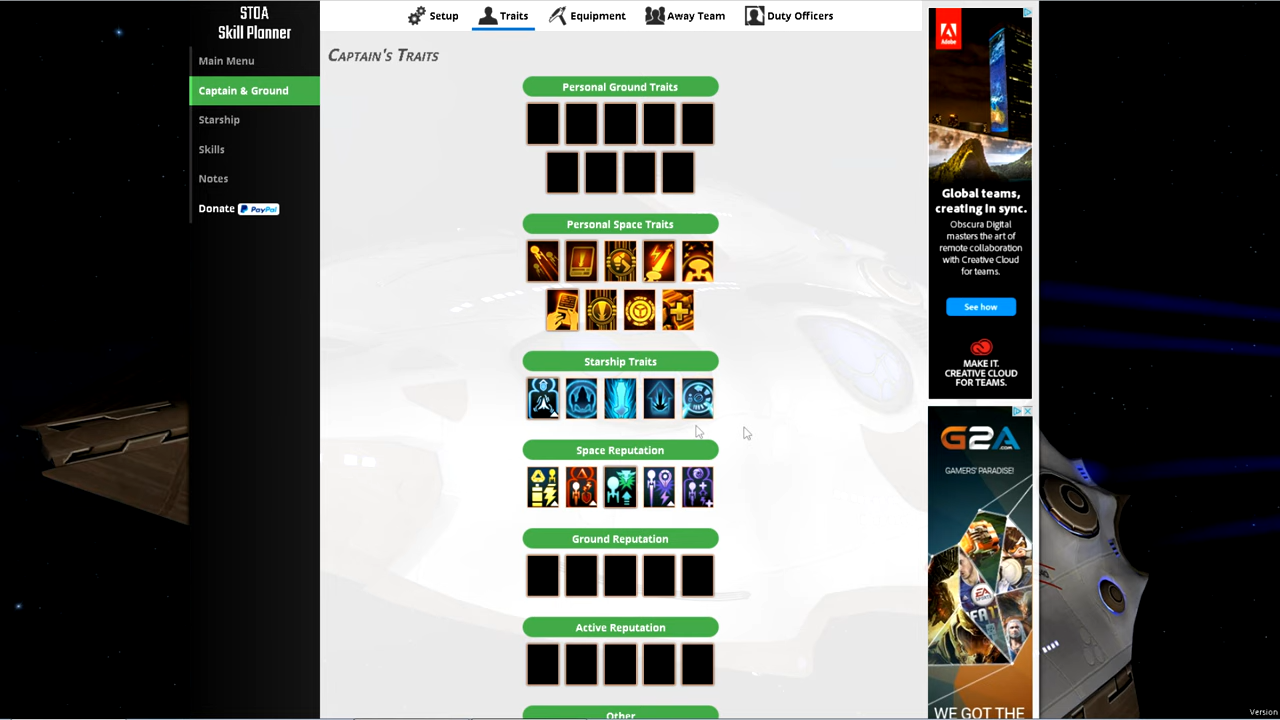 STOA
Skill Planner
Main Menu
Captain & Ground
Starship
Skills
Notes
Donate PayPal
Setup
Traits
Equipment
Away Team
Duty Officers
Captain's Traits
Personal Ground Traits
Personal Space Traits
Starship Traits
Space Reputation
Ground Reputation
Active Reputation
Other
Adobe
Global teams,
creating in sync.
Obscura Digital
masters the art of
remote collaboration
with Creative Cloud
for teams.
See how
MAKE IT.
CREATIVE CLOUD
FOR TEAMS.
G2A
.COM
GAMERS' PARADISE!
EA
SPORTS
WE GOT THE
Version